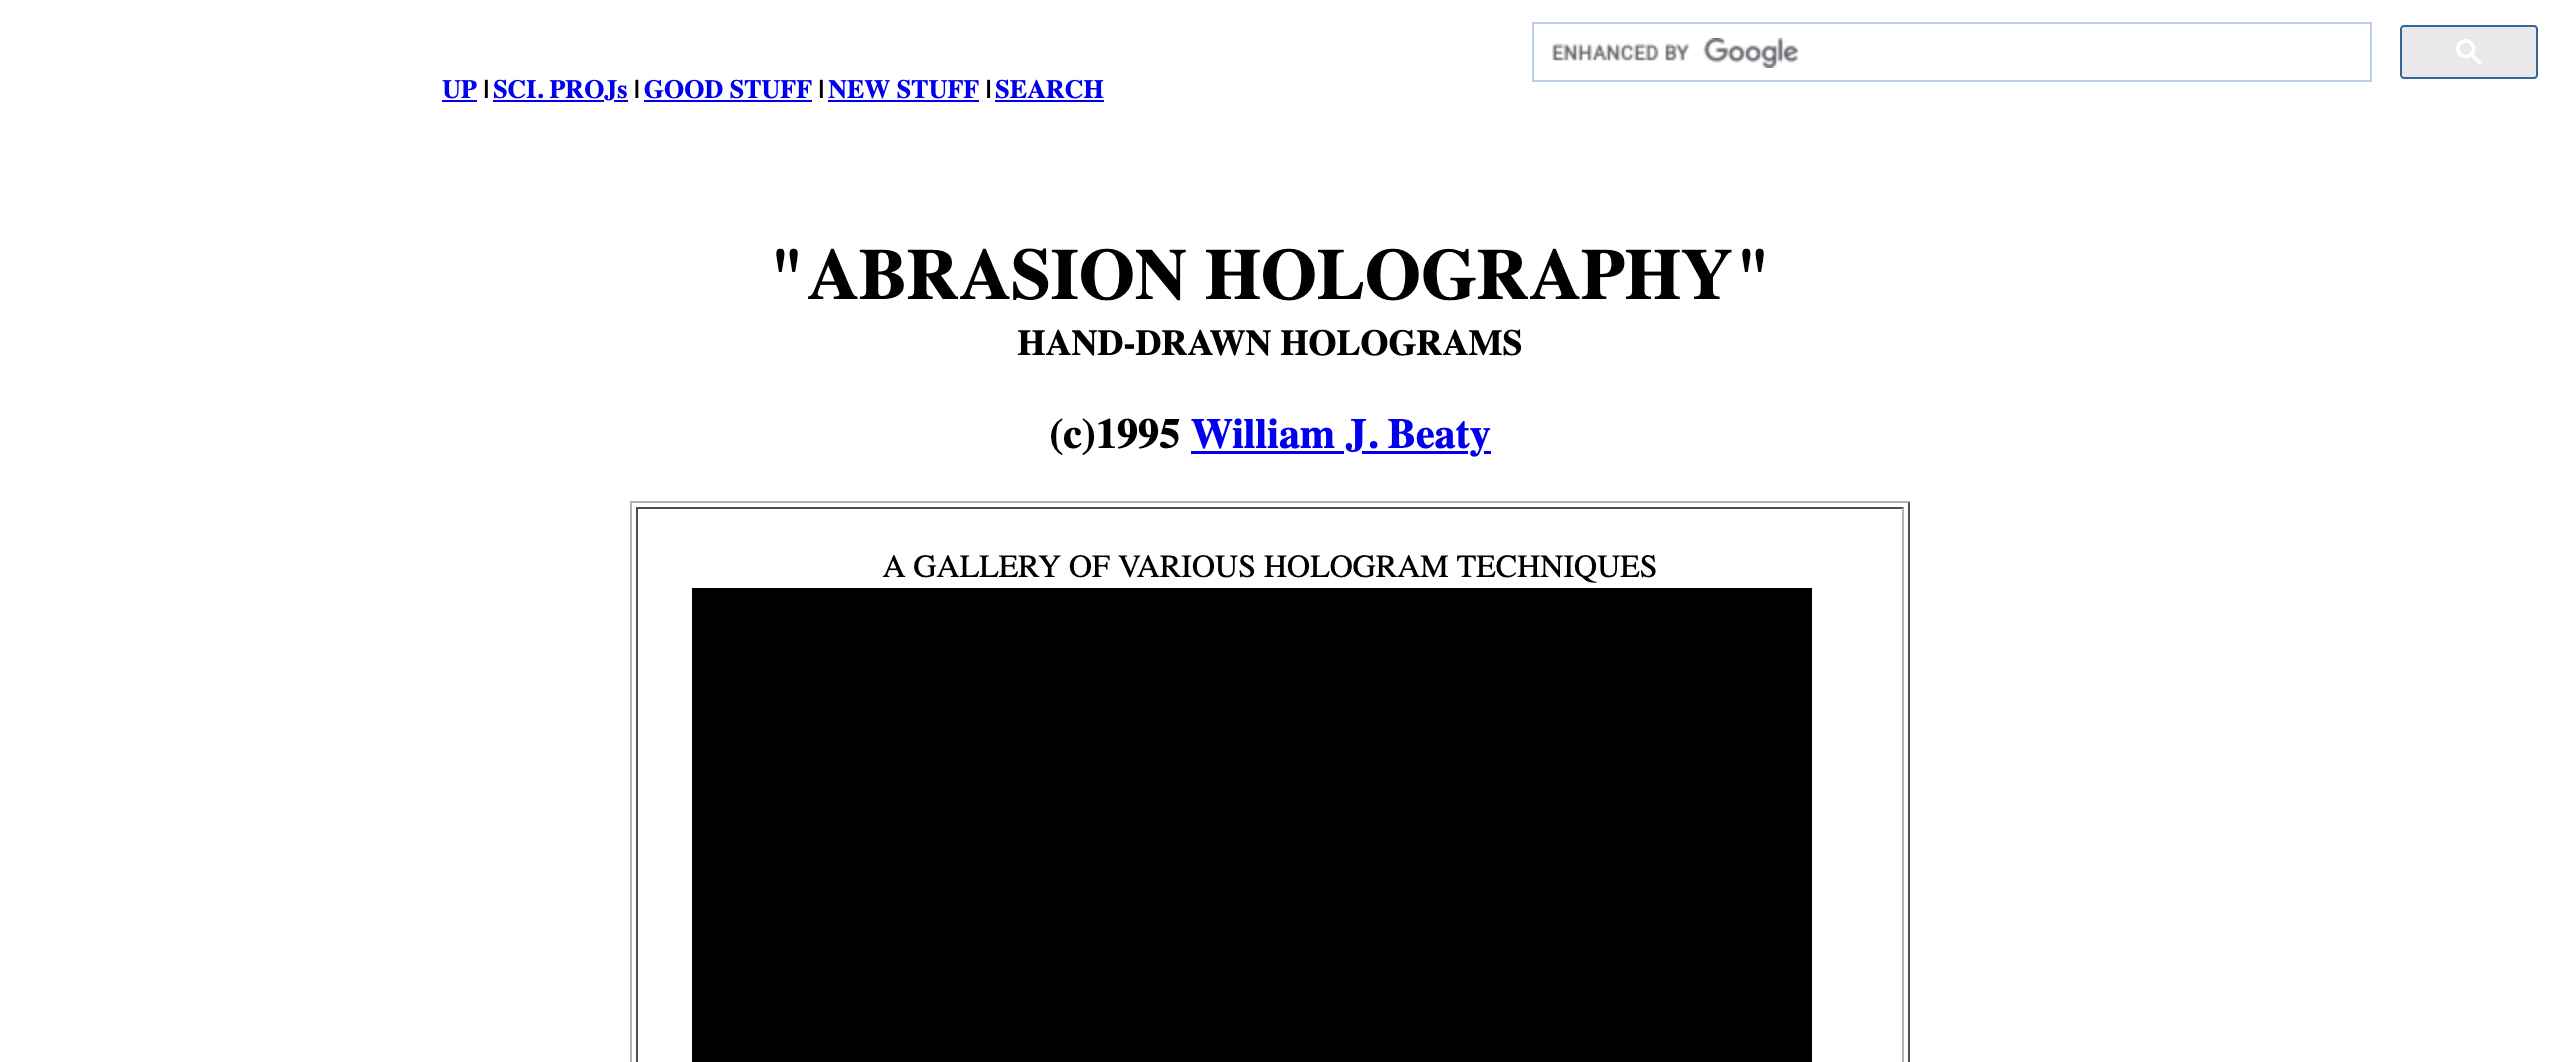 ENHANCED BY Google
UP | SCI. PROJs | GOOD STUFF | NEW STUFF | SEARCH
"ABRASION HOLOGRAPHY"
HAND-DRAWN HOLOGRAMS
(c)1995 William J. Beaty
A GALLERY OF VARIOUS HOLOGRAM TECHNIQUES